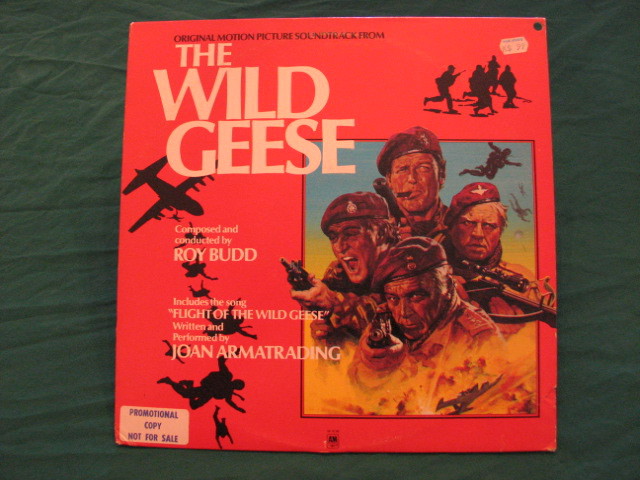 ORIGINAL MOTION PICTURE SOUNDTRACK FROM
THE
WILD
GEESE
Composed and
conducted by
ROY BUDD
Includes the song
"FLIGHT OF THE WILD GEESE"
Written and
Performed by
JOAN ARMATRADING
PROMOTIONAL
COPY
NOT FOR SALE
A&M